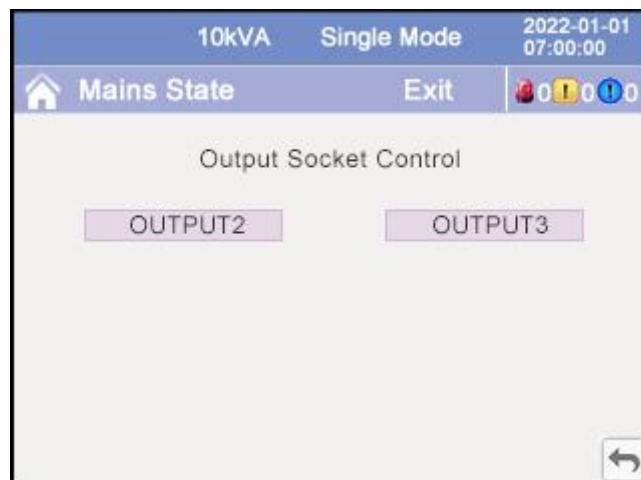 10kVA Single Mode 2022-01-01
07:00:00
Mains State Exit 0 ! 0 ! 0
Output Socket Control
OUTPUT2 OUTPUT3